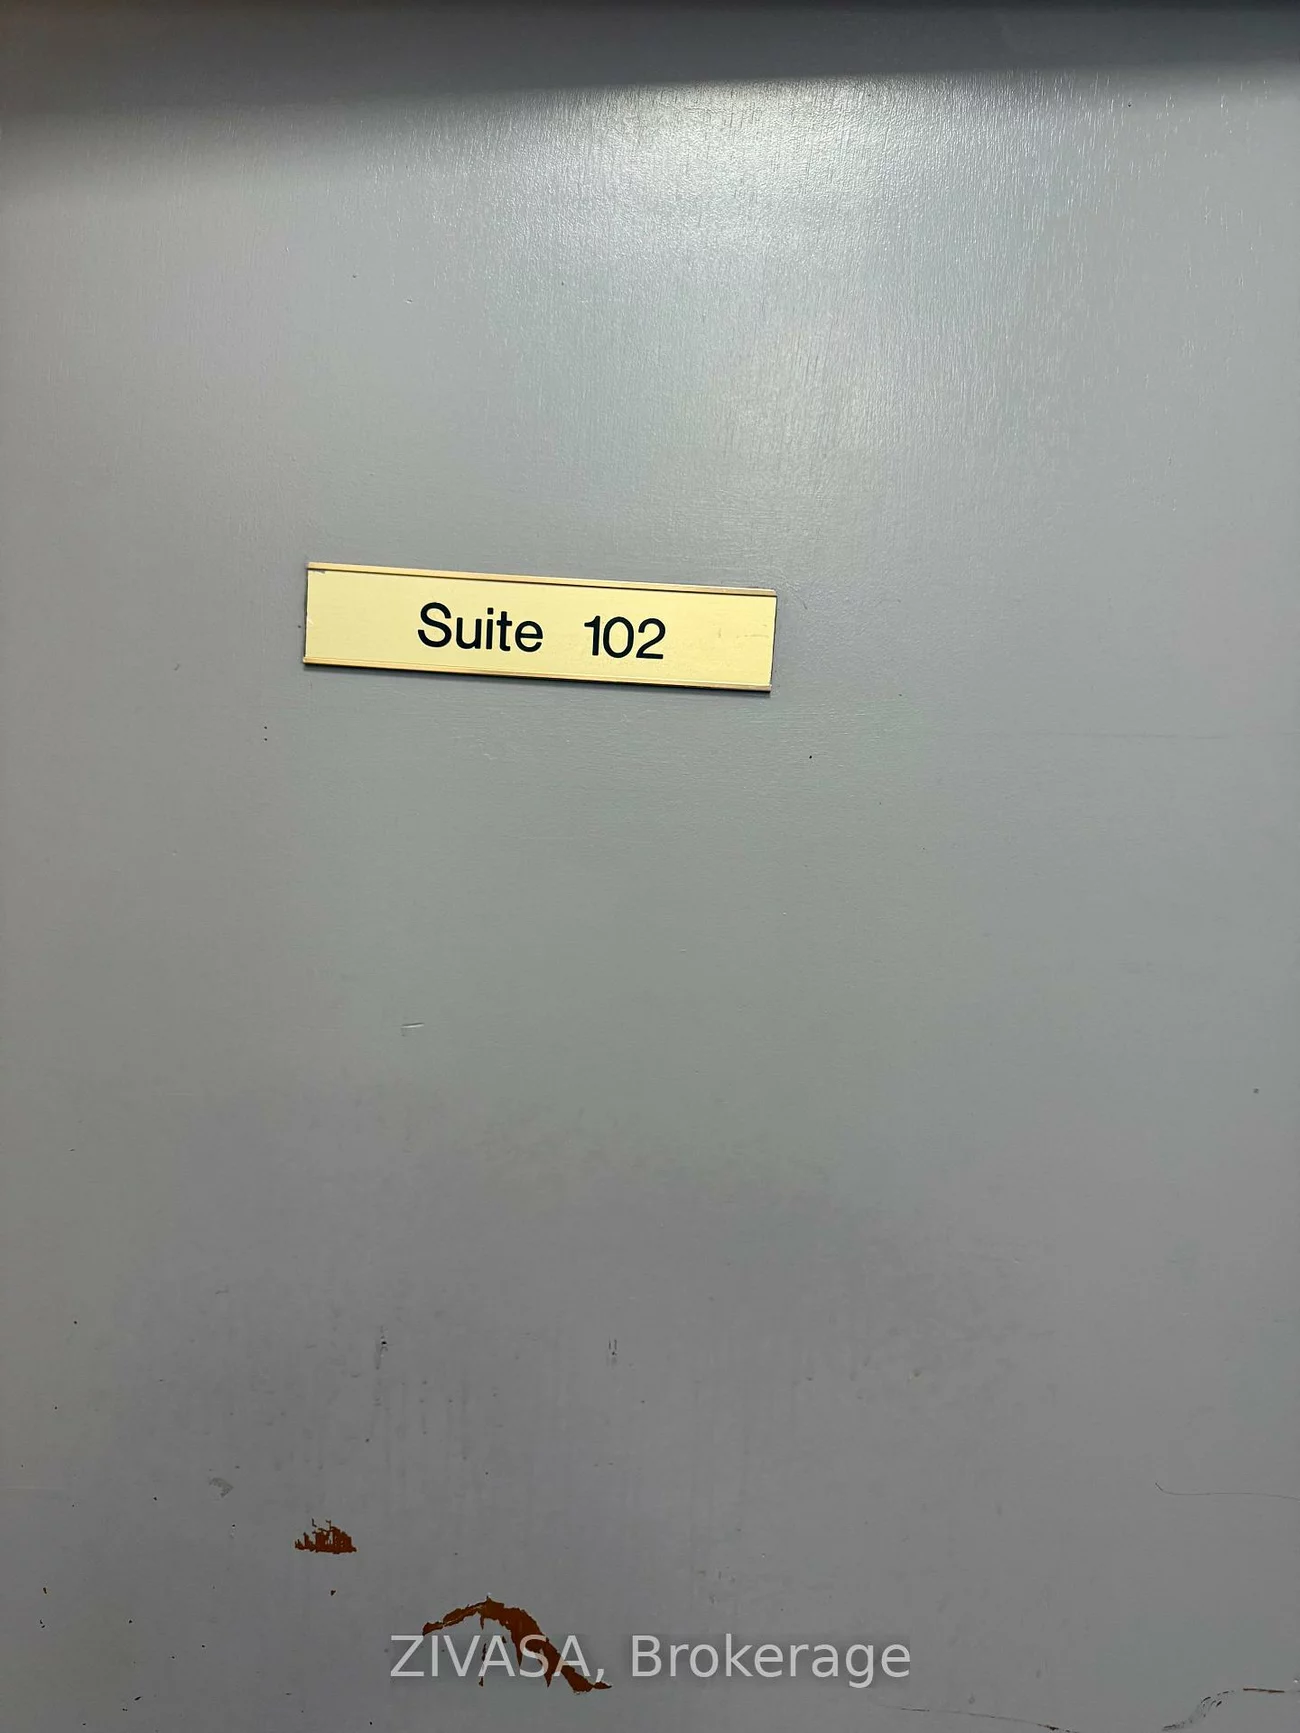 Suite 102
ZIVASA, Brokerage